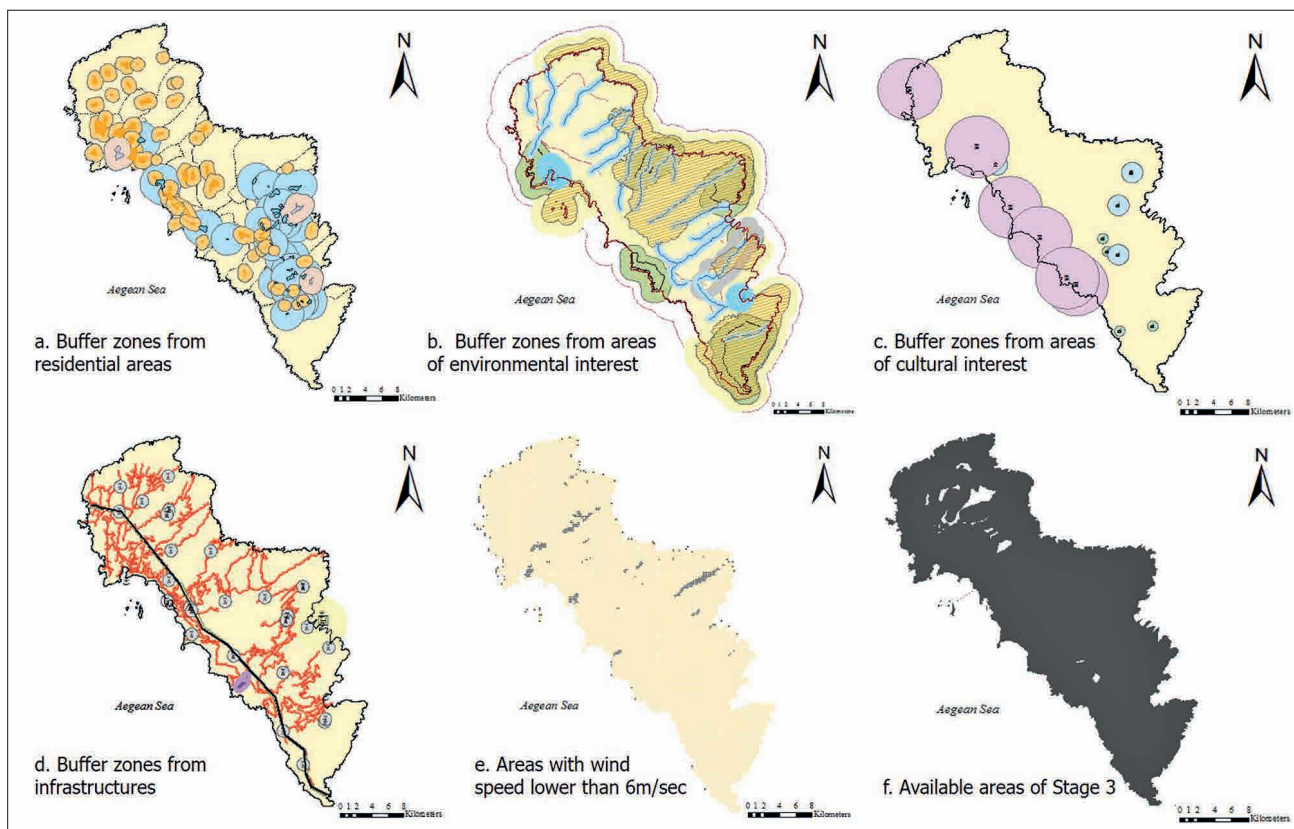 N
N
N
Aegean Sea
Aegean Sea
a. Buffer zones from
residential areas
b. Buffer zones from areas
of environmental interest
c. Buffer zones from areas
of cultural interest
0 1 2 4 6 8
Kilometers
0 1 2 4 6 8
Kilometers
0 1 2 4 6 8
Kilometers
N
N
N
Aegean Sea
Aegean Sea
Aegean Sea
d. Buffer zones from
infrastructures
e. Areas with wind
speed lower than 6m/sec
f. Available areas of Stage 3
0 1 2 4 6 8
Kilometers
0 1 2 4 6 8
Kilometers
0 1 2 4 6 8
Kilometers